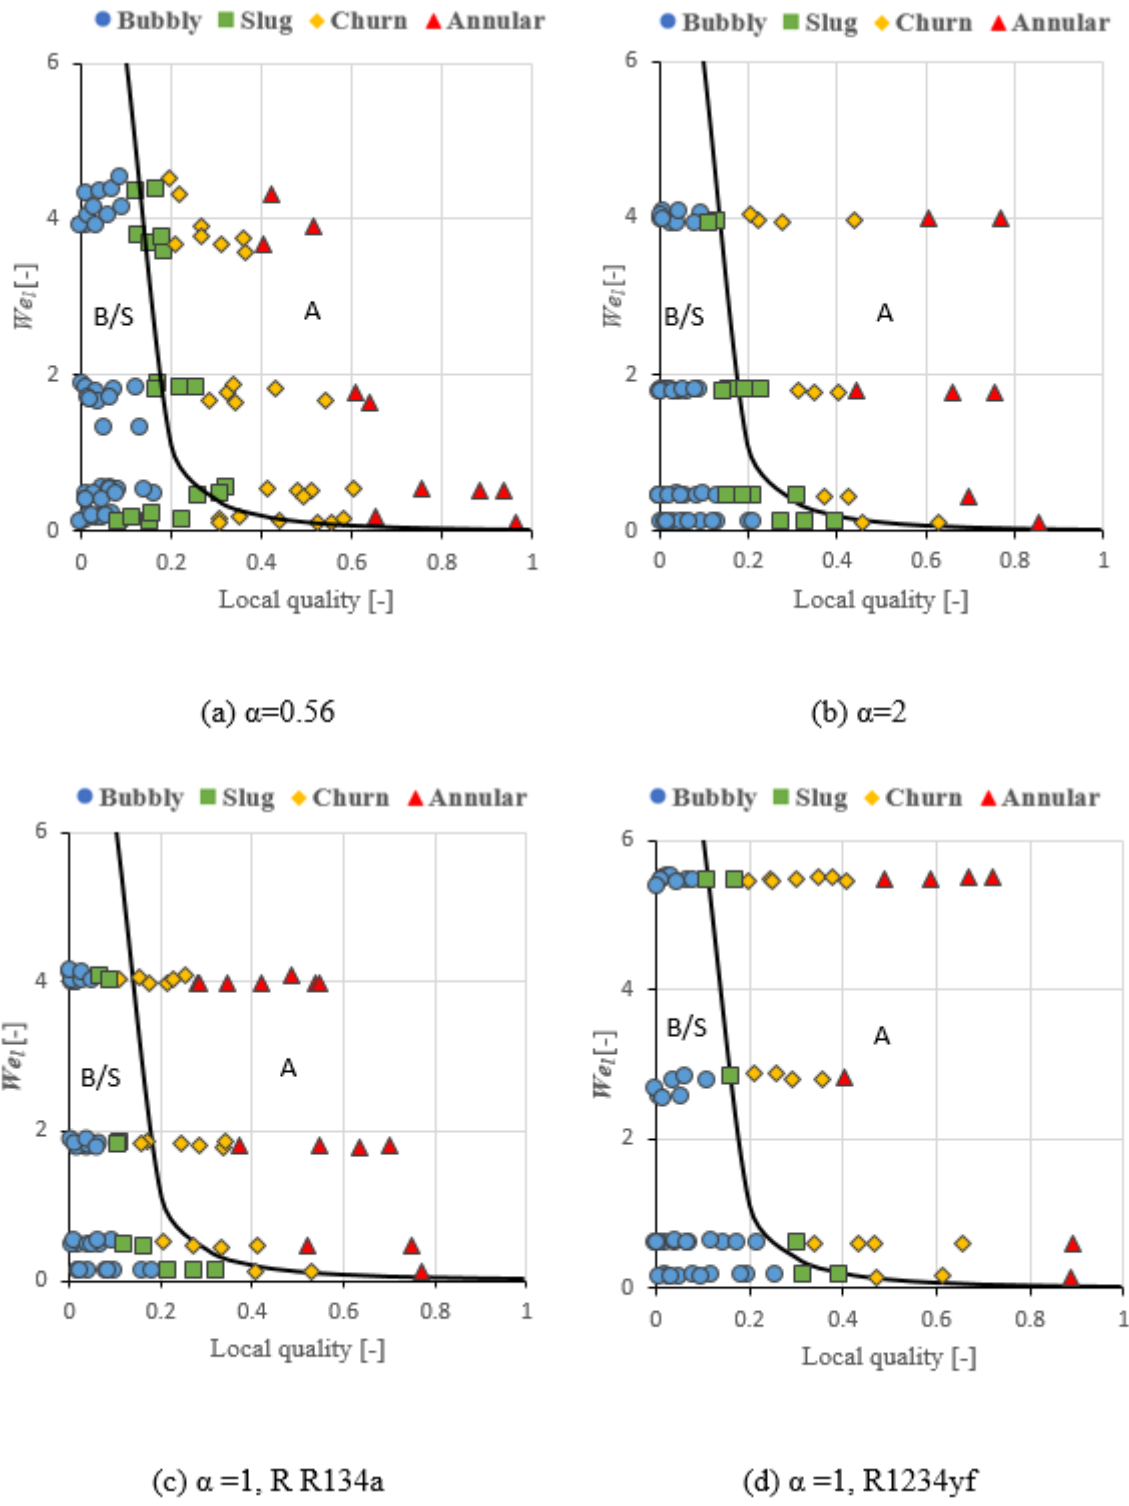 Bubbly Slug Churn Annular
6
4
2
0
We_l[-]
B/S
A
0 0.2 0.4 0.6 0.8 1
Local quality [-]
(a) α=0.56
Bubbly Slug Churn Annular
6
4
2
0
We_l[-]
B/S
A
0 0.2 0.4 0.6 0.8 1
Local quality [-]
(b) α=2
Bubbly Slug Churn Annular
6
4
2
0
We_l[-]
B/S
A
0 0.2 0.4 0.6 0.8 1
Local quality [-]
(c) α =1, R R134a
Bubbly Slug Churn Annular
6
4
2
0
We_l[-]
B/S
A
0 0.2 0.4 0.6 0.8 1
Local quality [-]
(d) α =1, R1234yf